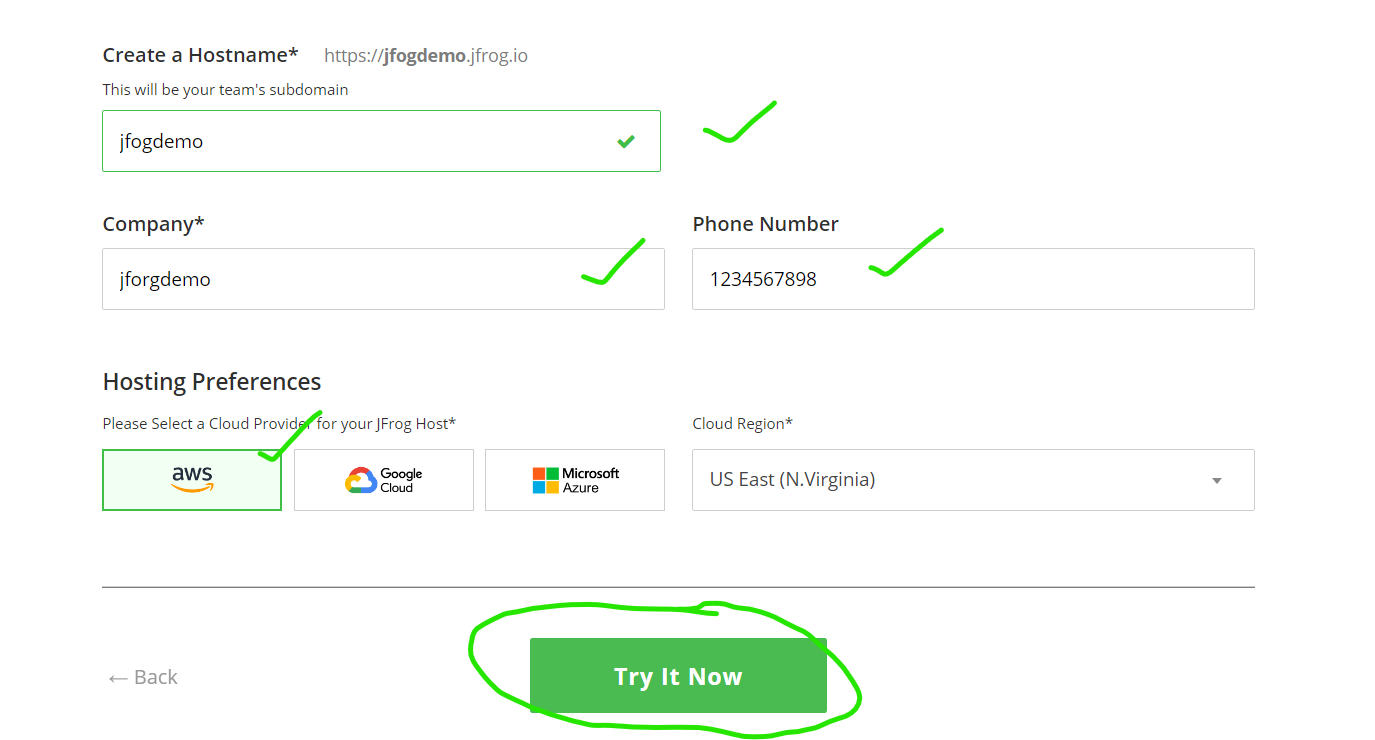 Create a Hostname* https://jfogdemo.jfrog.io
This will be your team's subdomain
jfogdemo
Company* Phone Number
jforgdemo 1234567898
Hosting Preferences
Please Select a Cloud Provider for your JFrog Host* Cloud Region*
aws Google Cloud Microsoft Azure US East (N.Virginia)
← Back Try It Now